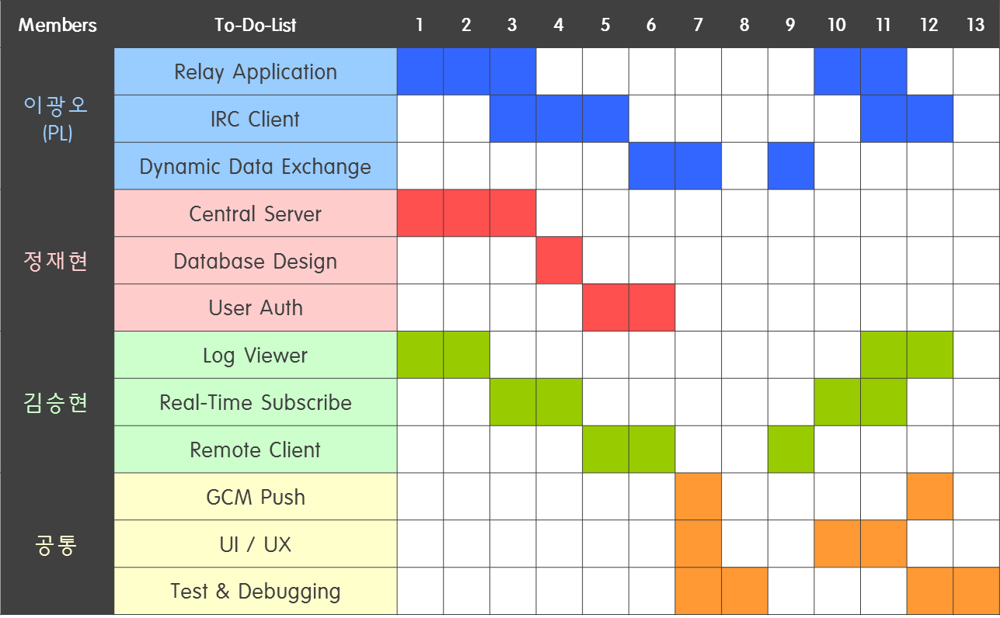 Members To-Do-List 1 2 3 4 5 6 7 8 9 10 11 12 13
이광오
(PL)
Relay Application
IRC Client
Dynamic Data Exchange
정재현
Central Server
Database Design
User Auth
김승현
Log Viewer
Real-Time Subscribe
Remote Client
공통
GCM Push
UI / UX
Test & Debugging